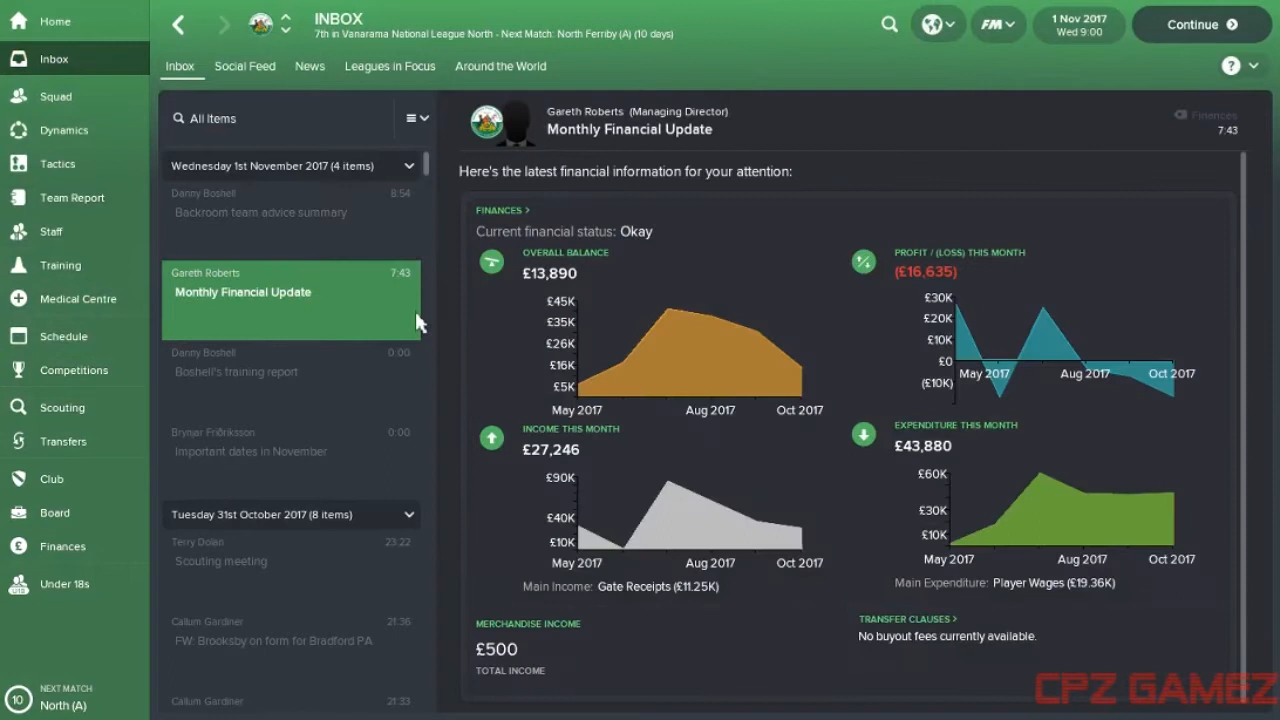 Home
Inbox
Squad
Dynamics
Tactics
Team Report
Staff
Training
Medical Centre
Schedule
Competitions
Scouting
Transfers
Club
Board
Finances
Under 18s
U18
10
NEXT MATCH
North (A)
INBOX
7th in Vanarama National League North - Next Match: North Ferriby (A) (10 days)
FM
1 Nov 2017
Wed 9:00
Continue
Inbox Social Feed News Leagues in Focus Around the World
?
All Items
Wednesday 1st November 2017 (4 items)
Danny Boshell 8:54
Backroom team advice summary
Gareth Roberts 7:43
Monthly Financial Update
Danny Boshell 0:00
Boshell's training report
Brynjar Friðriksson 0:00
Important dates in November
Tuesday 31st October 2017 (8 items)
Terry Dolan 23:22
Scouting meeting
Callum Gardiner 21:36
FW: Brooksby on form for Bradford PA
Callum Gardiner 21:33
Gareth Roberts (Managing Director)
Monthly Financial Update
Finances
7:43
Here's the latest financial information for your attention:
FINANCES >
Current financial status: Okay
OVERALL BALANCE
£13,890
£45K
£35K
£26K
£16K
£5K
May 2017 Aug 2017 Oct 2017
PROFIT / (LOSS) THIS MONTH
(£16,635)
£30K
£20K
£10K
£0
(£10K)
May 2017 Aug 2017 Oct 2017
INCOME THIS MONTH
£27,246
£90K
£40K
£10K
May 2017 Aug 2017 Oct 2017
Main Income: Gate Receipts (£11.25K)
EXPENDITURE THIS MONTH
£43,880
£60K
£30K
£10K
May 2017 Aug 2017 Oct 2017
Main Expenditure: Player Wages (£19.36K)
MERCHANDISE INCOME
£500
TOTAL INCOME
TRANSFER CLAUSES >
No buyout fees currently available.
CPZ GAMEZ